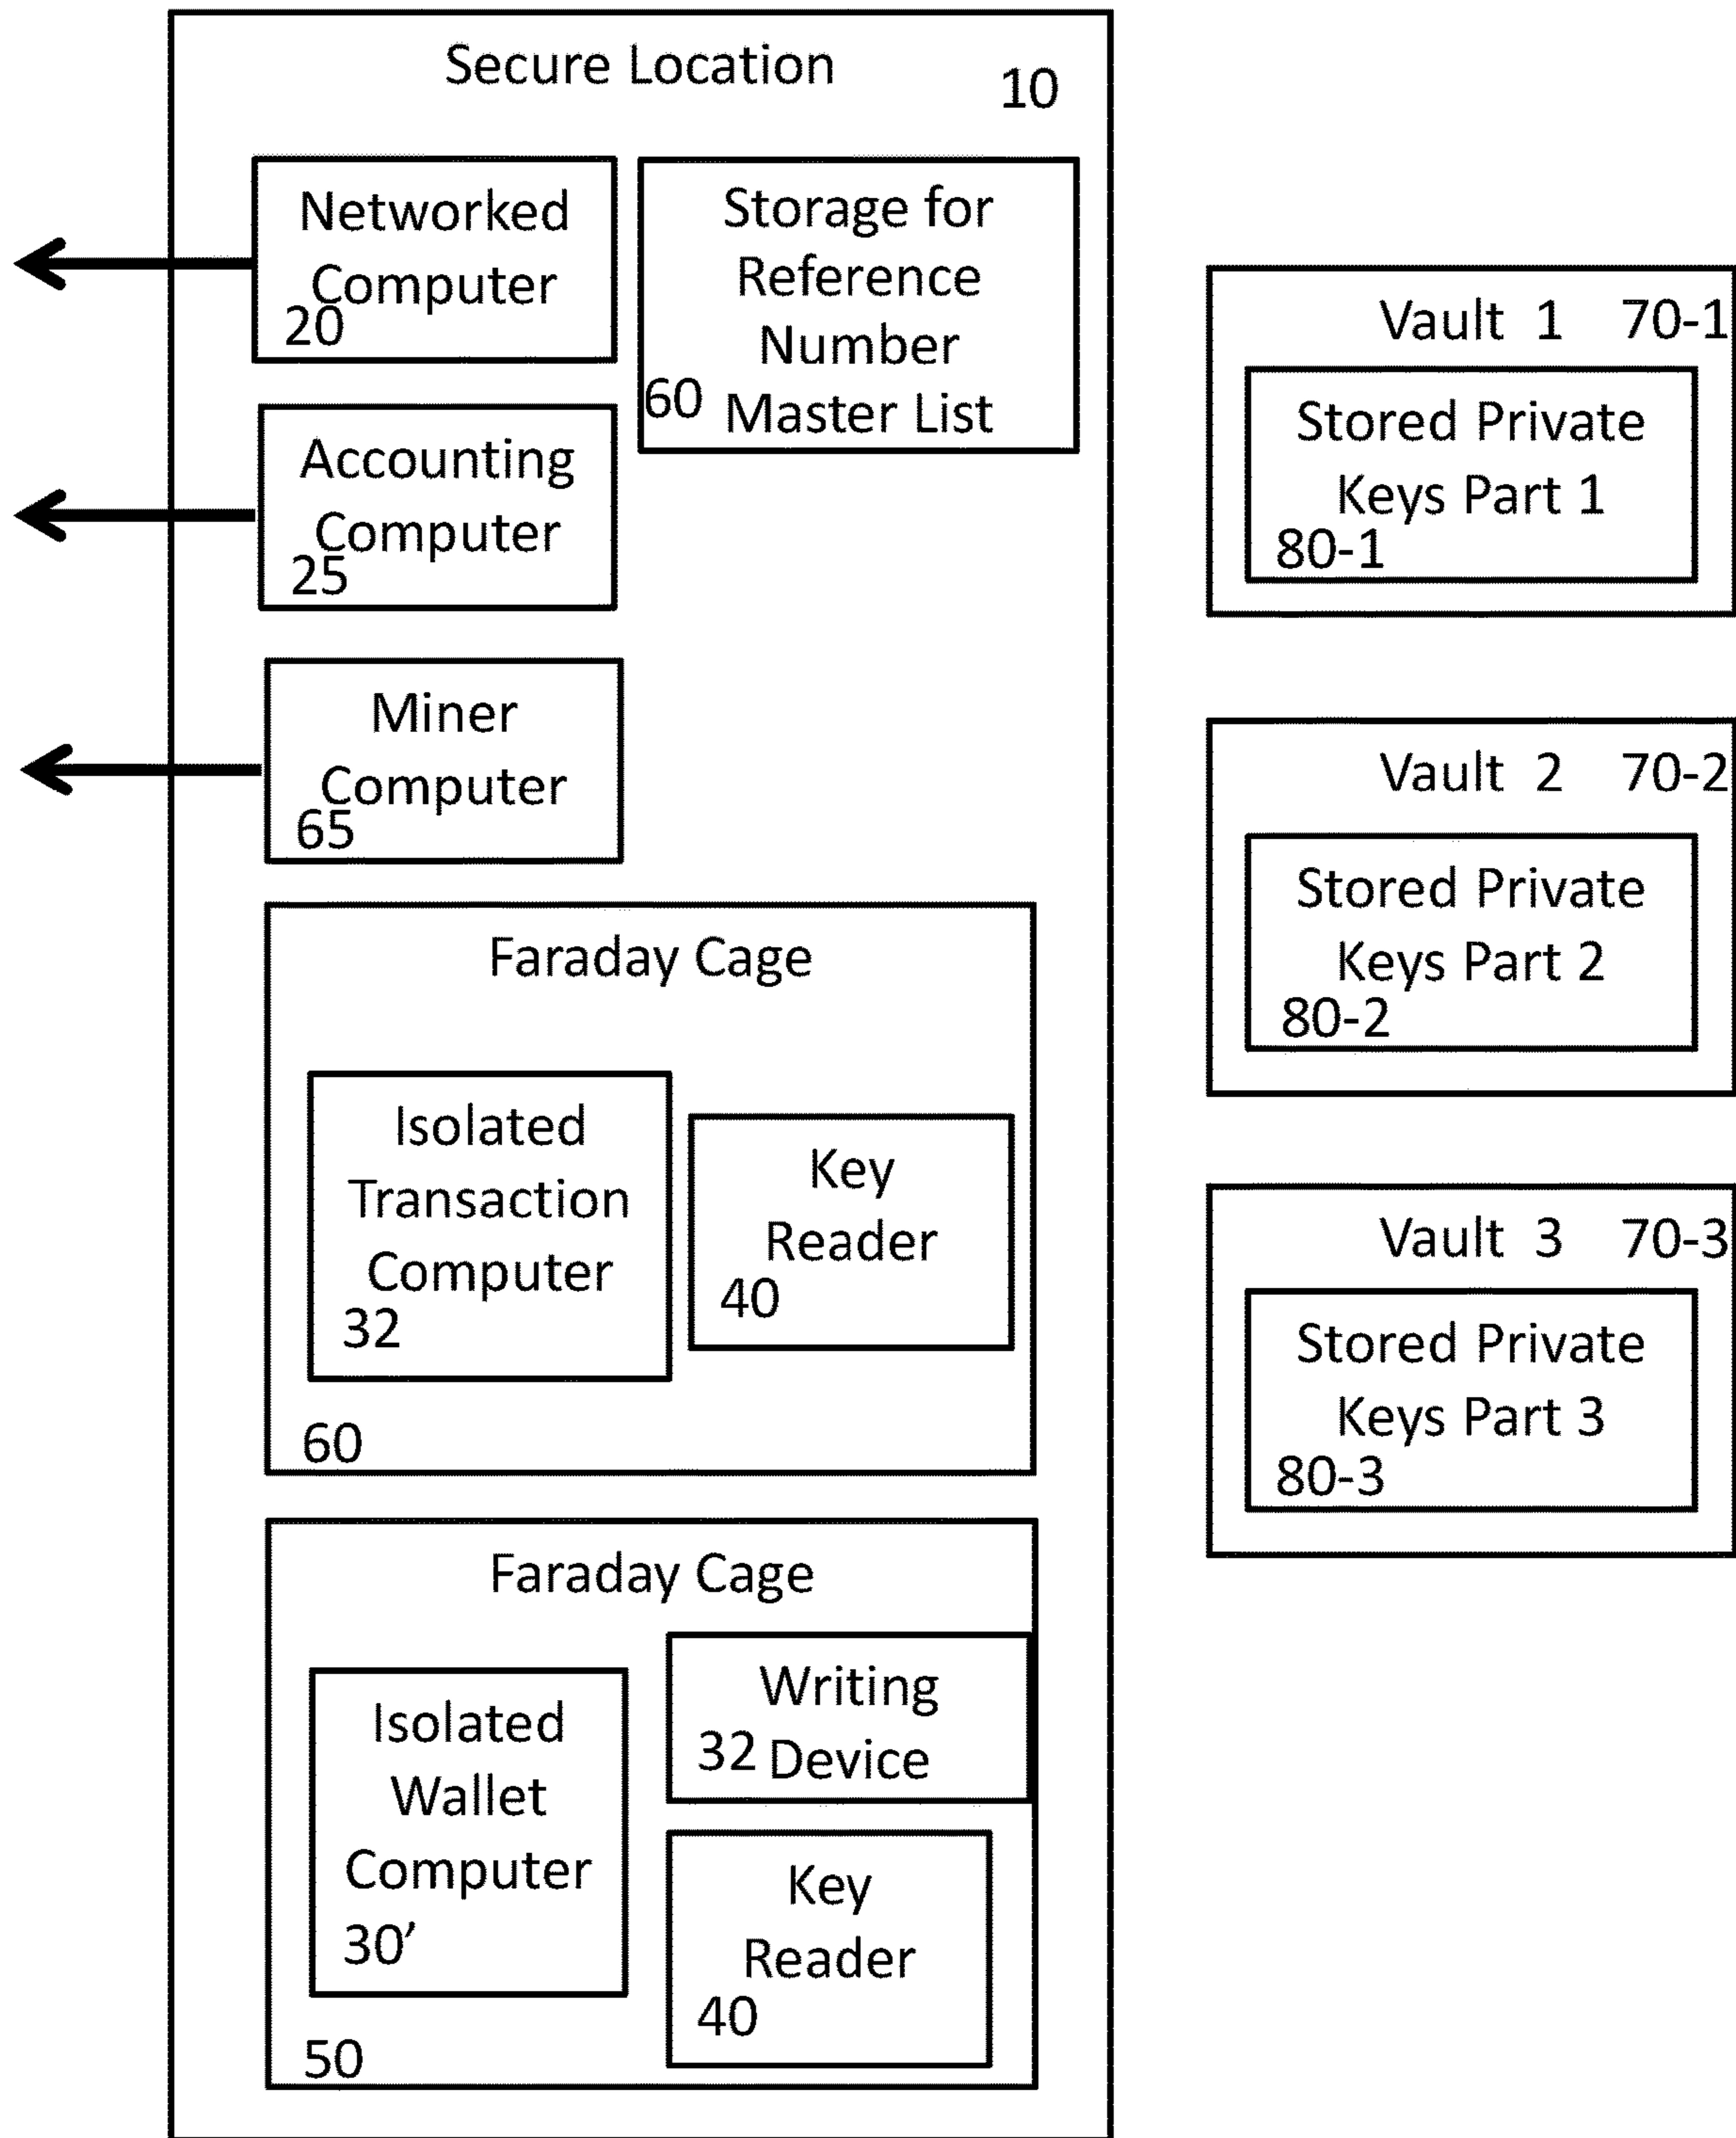 Secure Location 10
Networked
Computer
20
Storage for
Reference
Number
60 Master List
Accounting
Computer
25
Miner
Computer
65
Faraday Cage
Isolated
Transaction
Computer
32
Key
Reader
40
60
Faraday Cage
Isolated
Wallet
Computer
30’
Writing
32 Device
Key
Reader
40
50
Vault 1 70-1
Stored Private
Keys Part 1
80-1
Vault 2 70-2
Stored Private
Keys Part 2
80-2
Vault 3 70-3
Stored Private
Keys Part 3
80-3